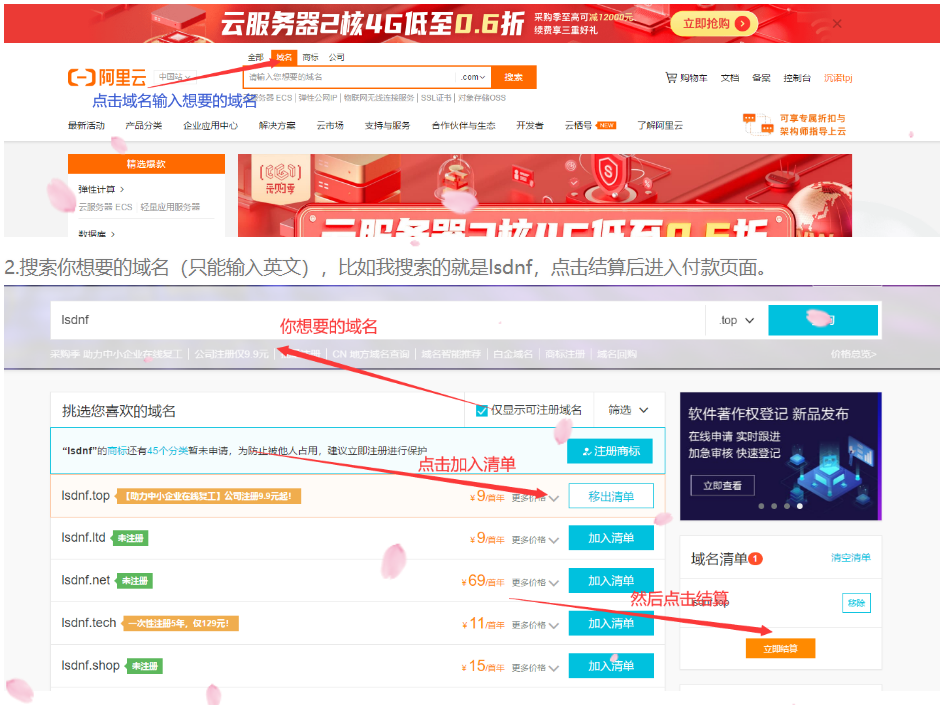 云服务器2核4G低至0.6折
采购季至高可减12000元
续费享三重好礼
立即抢购
全部 域名 商标 公司
阿里云
中国站
请输入您想要的域名
.com
搜索
购物车 文档 备案 控制台 沉诺tpj
点击域名输入想要的域名
服务器 ECS | 弹性公网IP | 物联网无线连接服务 | SSL证书 | 对象存储OSS
最新活动 产品分类 企业应用中心 解决方案 云市场 支持与服务 合作伙伴与生态 开发者 云栖号 NEW 了解阿里云
可享专属折扣与
架构师指导上云
精选爆款
采购季
弹性计算 >
云服务器 ECS 轻量应用服务器
数据库 >
云服务器2核4G低至0.6折
2.搜索你想要的域名（只能输入英文），比如我搜索的就是lsdnf，点击结算后进入付款页面。
lsdnf
.top
你想要的域名
采购季 助力中小企业在线复工 | 公司注册仅9.9元 | CN 地方域名查询 | 域名智能推荐 | 白金域名 | 商标注册 | 域名回购
价格总览>
挑选您喜欢的域名
仅显示可注册域名
筛选
“lsdnf”的商标还有45个分类暂未申请，为防止被他人占用，建议立即注册进行保护
注册商标
点击加入清单
lsdnf.top 【助力中小企业在线复工】公司注册9.9元起！ ¥ 9/首年 更多价格 移出清单
lsdnf.ltd 未注册 ¥ 9/首年 更多价格 加入清单
lsdnf.net 未注册 ¥ 69/首年 更多价格 加入清单
lsdnf.tech 一次性注册5年，仅129元！ ¥ 11/首年 更多价格 加入清单
lsdnf.shop 未注册 ¥ 15/首年 更多价格 加入清单
软件著作权登记 新品发布
在线申请 实时跟进
加急审核 快速登记
立即查看
域名清单 1
清空清单
然后点击结算
lsdnf.top
移除
立即结算